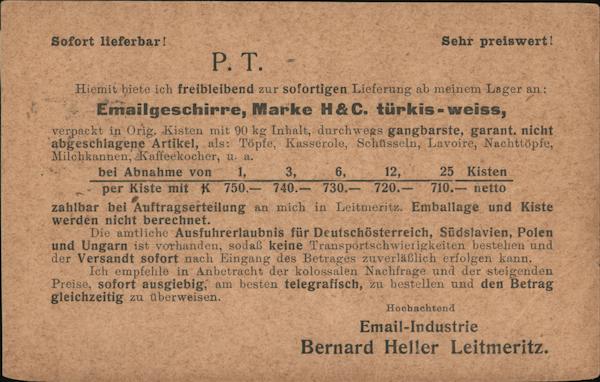 Sofort lieferbar! Sehr preiswert!
P. T.
Hiemit biete ich freibleibend zur sofortigen Lieferung ab meinem Lager an:
Emailgeschirre, Marke H&C. türkis-weiss,
verpackt in Orig. Kisten mit 90 kg Inhalt, durchwegs gangbarste, garant. nicht
abgeschlagene Artikel, als: Töpfe, Kasserole, Schüsseln, Lavoire, Nachttöpfe,
Milchkannen, Kaffeekocher, u. a.
bei Abnahme von 1, 3, 6, 12, 25 Kisten
per Kiste mit K 750.— 740.— 730.— 720.— 710.— netto
zahlbar bei Auftragserteilung an mich in Leitmeritz. Emballage und Kiste
werden nicht berechnet.
Die amtliche Ausfuhrerlaubnis für Deutschösterreich, Südslavien, Polen
und Ungarn ist vorhanden, sodaß keine Transportschwierigkeiten bestehen und
der Versandt sofort nach Eingang des Betrages zuverläßlich erfolgen kann.
Ich empfehle in Anbetracht der kolossalen Nachfrage und der steigenden
Preise, sofort ausgiebig, am besten telegrafisch, zu bestellen und den Betrag
gleichzeitig zu überweisen.
Hochachtend
Email-Industrie
Bernard Heller Leitmeritz.